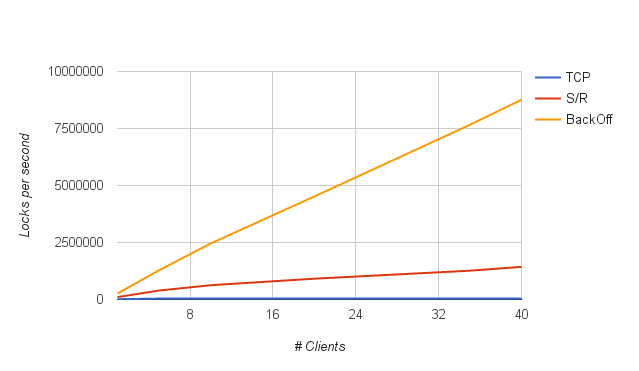 10000000
7500000
5000000
2500000
0
Locks per second
8 16 24 32 40
# Clients
TCP
S/R
BackOff